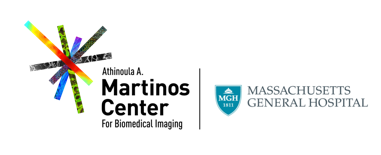 Athinoula A.
Martinos
Center
For Biomedical Imaging
MGH
1811
MASSACHUSETTS
GENERAL HOSPITAL